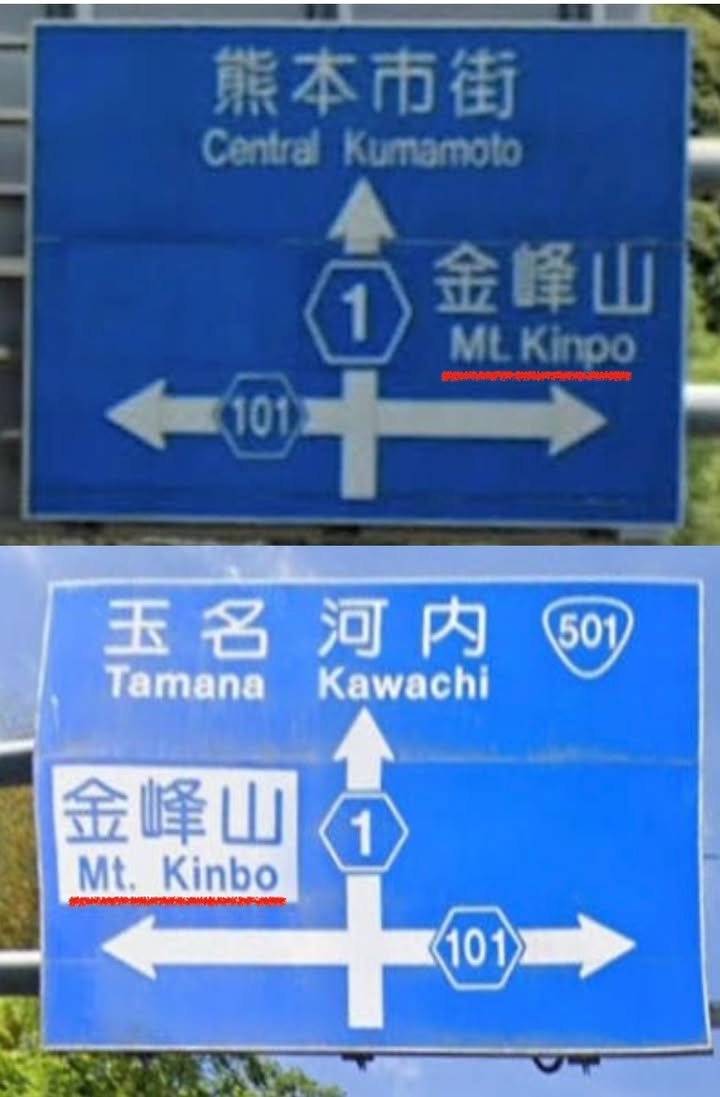 熊本市街
Central Kumamoto
金峰山
1
Mt. Kinpo
101
玉名 河内 501
Tamana Kawachi
金峰山
1
Mt. Kinbo
101